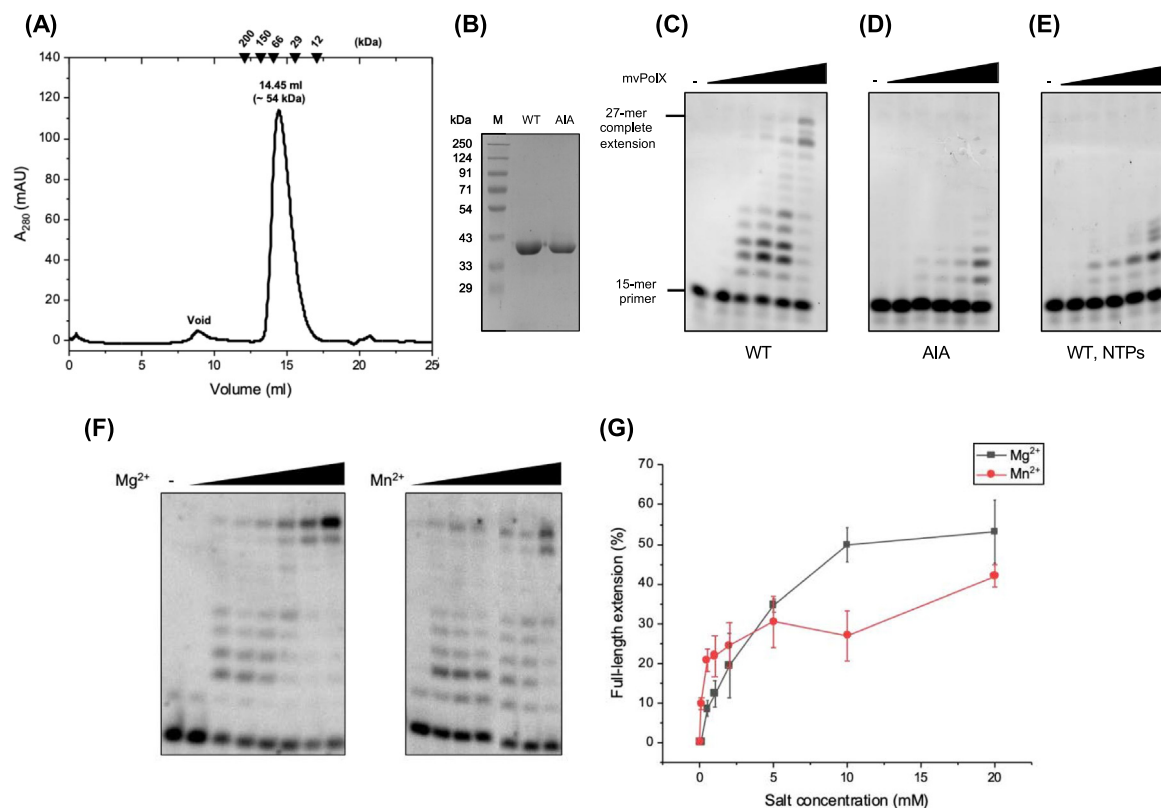 (A)
200 150 66 29 12 (kDa)
140
120
100
80
60
40
20
0
A280 (mAU)
14.45 ml
(~ 54 kDa)
Void
0 5 10 15 20 25
Volume (ml)
(B)
kDa M WT AIA
250
124
91
71
54
43
33
29
(C)
mvPolX -
27-mer
complete
extension
15-mer
primer
WT
(D)
-
AIA
(E)
-
WT, NTPs
(F)
Mg2+ -
Mn2+
(G)
70
60
50
40
30
20
10
0
Full-length extension (%)
Mg2+
Mn2+
0 5 10 15 20
Salt concentration (mM)